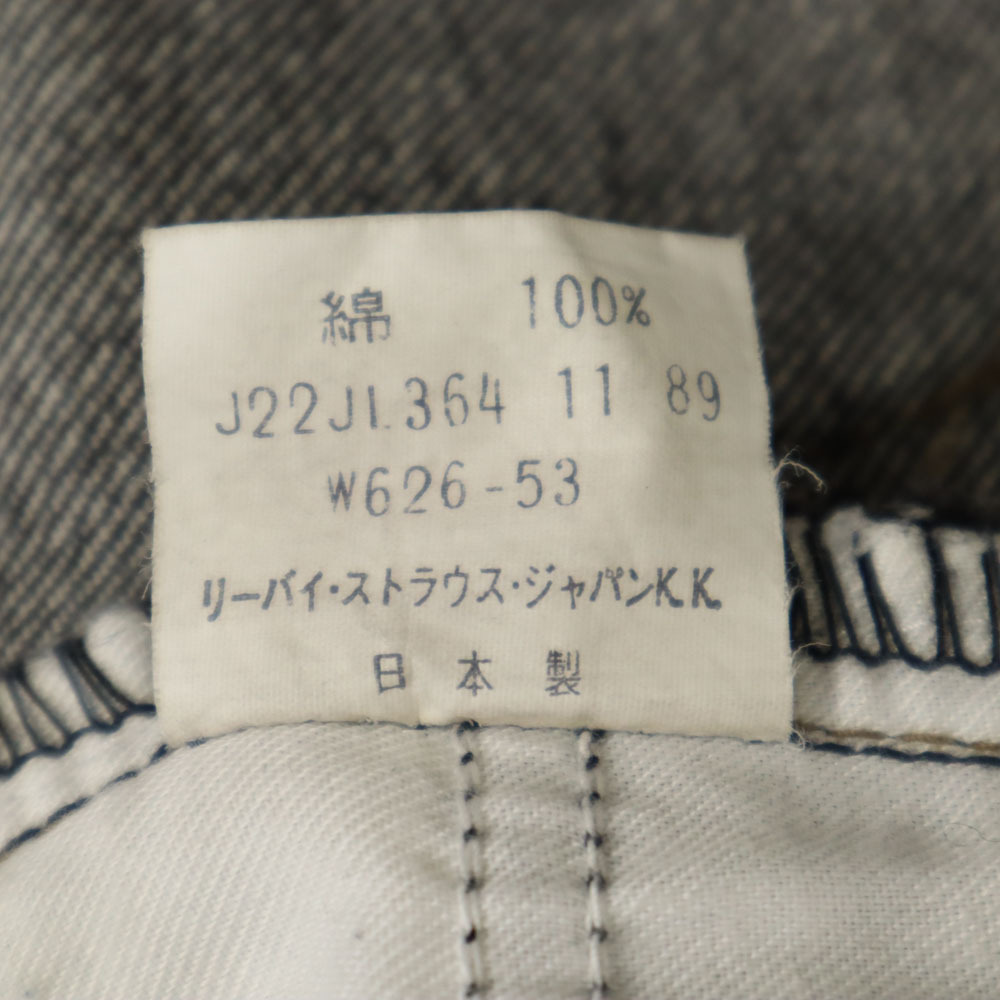 綿 100%
J22J1.364 11 89
W626-53
リーバイ・ストラウス・ジャパンK.K.
日本製